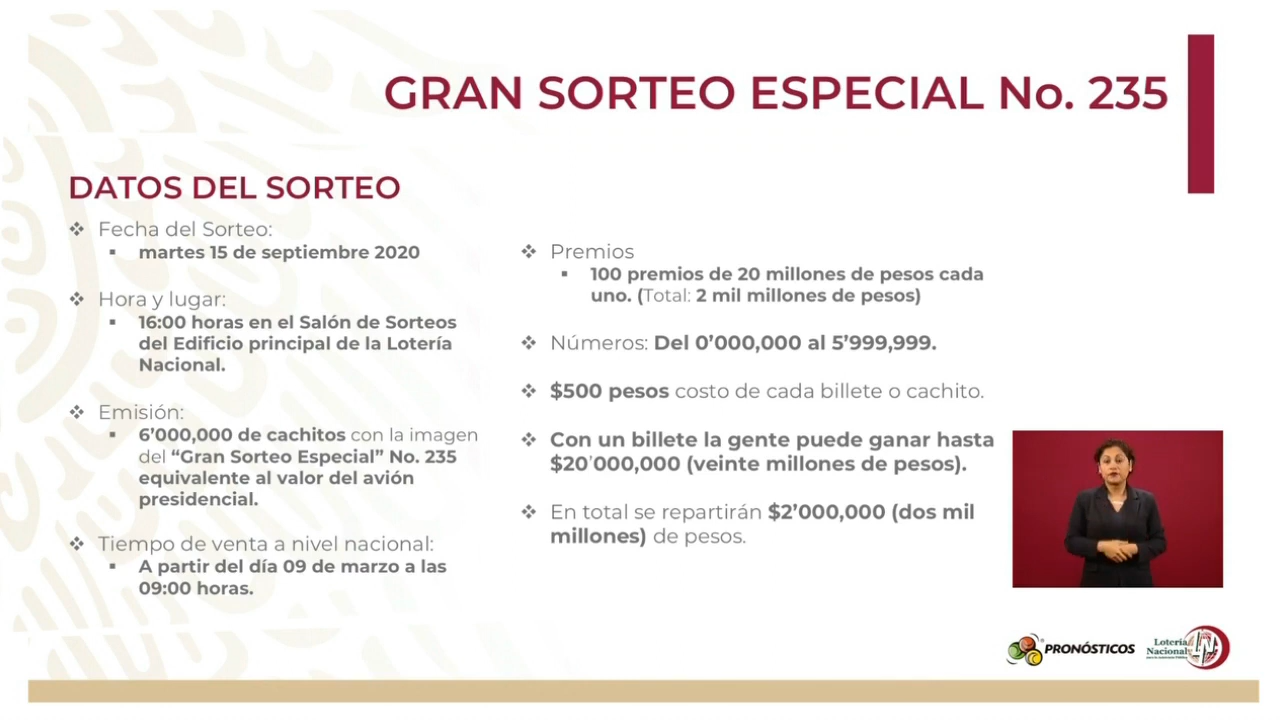 GRAN SORTEO ESPECIAL No. 235
DATOS DEL SORTEO
❖ Fecha del Sorteo:
▪ martes 15 de septiembre 2020
❖ Hora y lugar:
▪ 16:00 horas en el Salón de Sorteos
del Edificio principal de la Lotería
Nacional.
❖ Emisión:
▪ 6’000,000 de cachitos con la imagen
del “Gran Sorteo Especial” No. 235
equivalente al valor del avión
presidencial.
❖ Tiempo de venta a nivel nacional:
▪ A partir del día 09 de marzo a las
09:00 horas.
❖ Premios
▪ 100 premios de 20 millones de pesos cada
uno. (Total: 2 mil millones de pesos)
❖ Números: Del 0’000,000 al 5’999,999.
❖ $500 pesos costo de cada billete o cachito.
❖ Con un billete la gente puede ganar hasta
$20’000,000 (veinte millones de pesos).
❖ En total se repartirán $2’000,000 (dos mil
millones) de pesos.
PRONÓSTICOS
Lotería
Nacional
LN